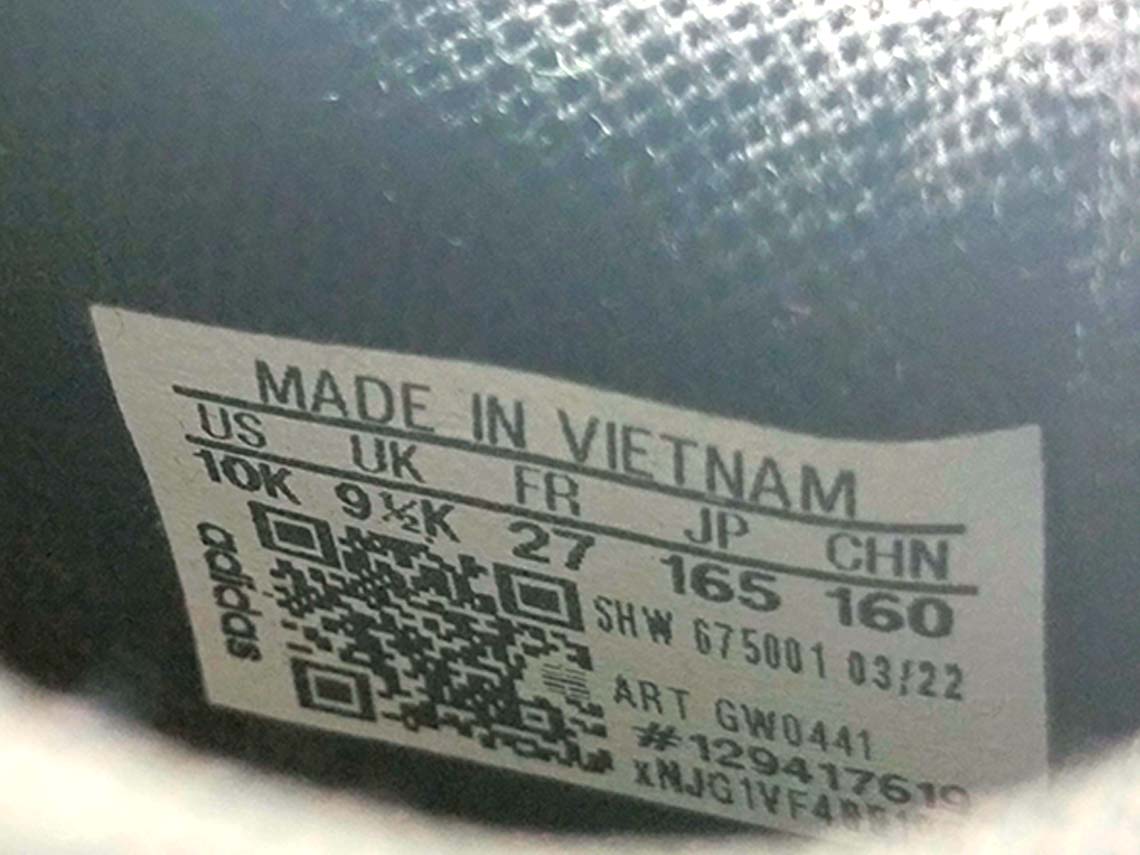 MADE IN VIETNAM
US UK FR JP CHN
10K 9½K 27 165 160
adidas
SHW 675001 03/22
ART GW0441
#129417619